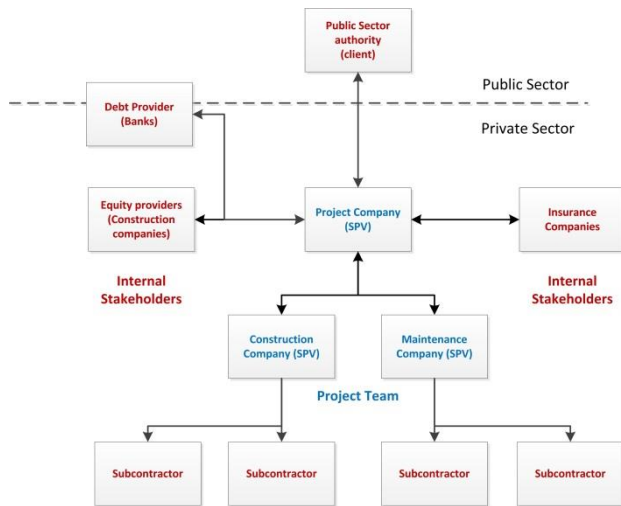 Public Sector
authority
(client)
Public Sector
Debt Provider
(Banks)
Private Sector
Equity providers
(Construction
companies)
Project Company
(SPV)
Insurance
Companies
Internal
Stakeholders
Internal
Stakeholders
Construction
Company (SPV)
Maintenance
Company (SPV)
Project Team
Subcontractor
Subcontractor
Subcontractor
Subcontractor